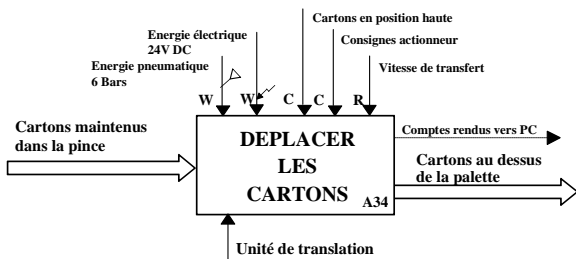 Cartons en position haute
Energie électrique
24V DC
Consignes actionneur
Energie pneumatique
6 Bars
Vitesse de transfert
W W C C R
Cartons maintenus
dans la pince
DEPLACER
LES
CARTONS
A34
Comptes rendus vers PC
Cartons au dessus
de la palette
Unité de translation